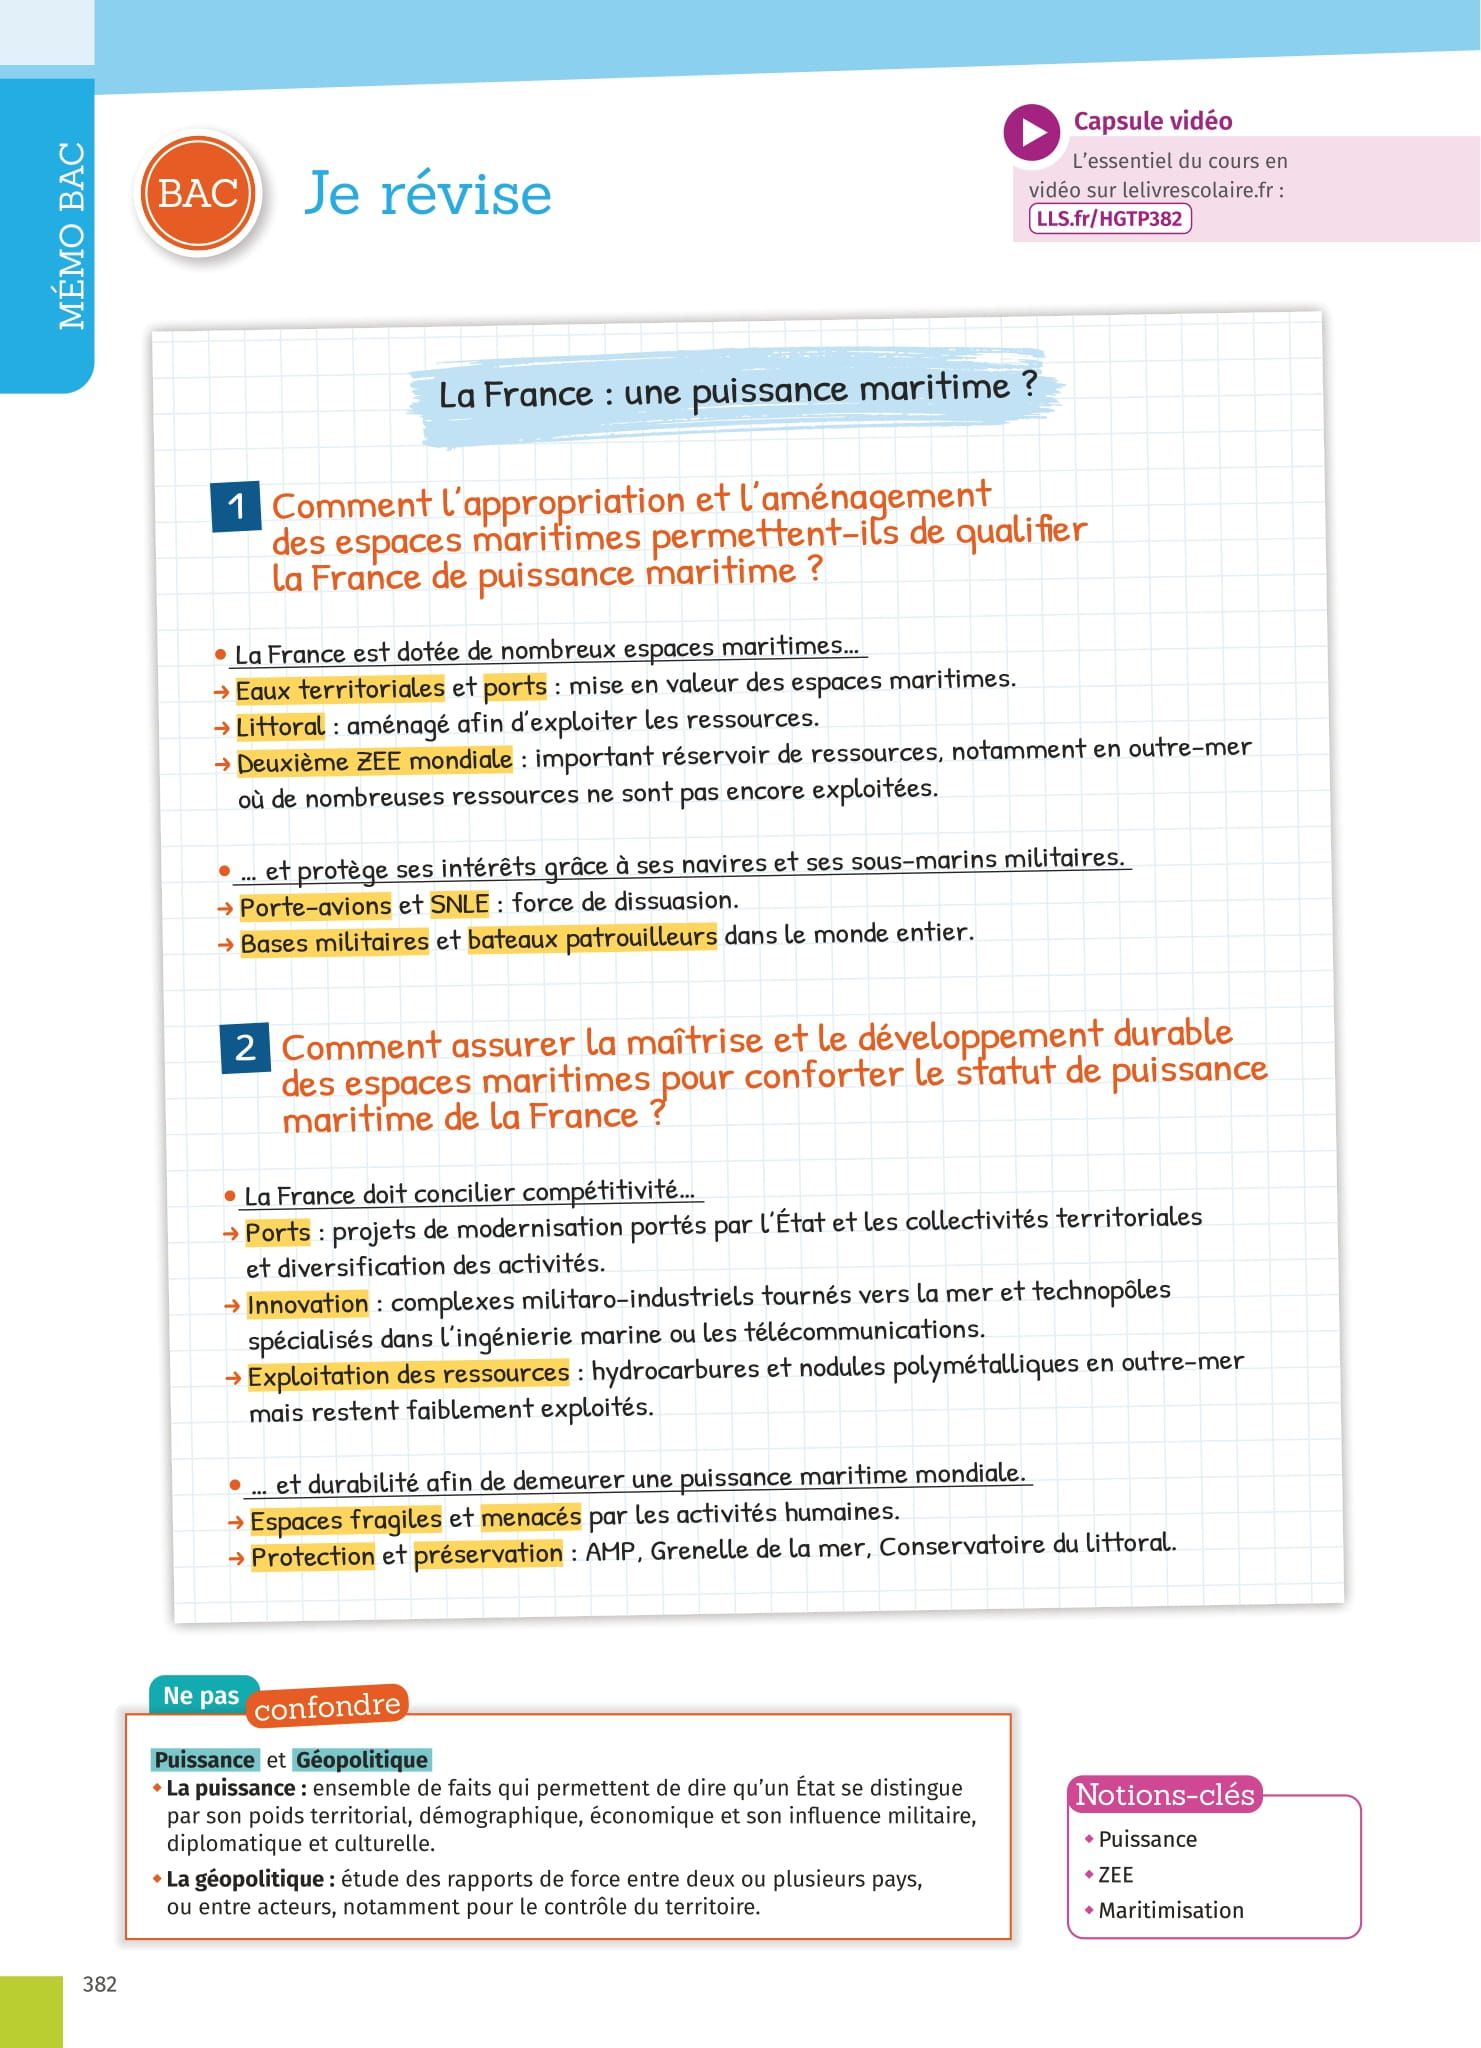 MÉMO BAC
BAC
Je révise
Capsule vidéo
L'essentiel du cours en
vidéo sur lelivrescolaire.fr :
LLS.fr/HGTP382
La France : une puissance maritime ?
1 Comment l'appropriation et l'aménagement
des espaces maritimes permettent-ils de qualifier
la France de puissance maritime ?
• La France est dotée de nombreux espaces maritimes...
→ Eaux territoriales et ports : mise en valeur des espaces maritimes.
→ Littoral : aménagé afin d'exploiter les ressources.
→ Deuxième ZEE mondiale : important réservoir de ressources, notamment en outre-mer
où de nombreuses ressources ne sont pas encore exploitées.
• ... et protège ses intérêts grâce à ses navires et ses sous-marins militaires.
→ Porte-avions et SNLE : force de dissuasion.
→ Bases militaires et bateaux patrouilleurs dans le monde entier.
2 Comment assurer la maîtrise et le développement durable
des espaces maritimes pour conforter le statut de puissance
maritime de la France ?
• La France doit concilier compétitivité...
→ Ports : projets de modernisation portés par l'État et les collectivités territoriales
et diversification des activités.
→ Innovation : complexes militaro-industriels tournés vers la mer et technopôles
spécialisés dans l'ingénierie marine ou les télécommunications.
→ Exploitation des ressources : hydrocarbures et nodules polymétalliques en outre-mer
mais restent faiblement exploités.
• ... et durabilité afin de demeurer une puissance maritime mondiale.
→ Espaces fragiles et menacés par les activités humaines.
→ Protection et préservation : AMP, Grenelle de la mer, Conservatoire du littoral.
Ne pas confondre
Puissance et Géopolitique
◆ La puissance : ensemble de faits qui permettent de dire qu'un État se distingue
par son poids territorial, démographique, économique et son influence militaire,
diplomatique et culturelle.
◆ La géopolitique : étude des rapports de force entre deux ou plusieurs pays,
ou entre acteurs, notamment pour le contrôle du territoire.
Notions-clés
◆ Puissance
◆ ZEE
◆ Maritimisation
382